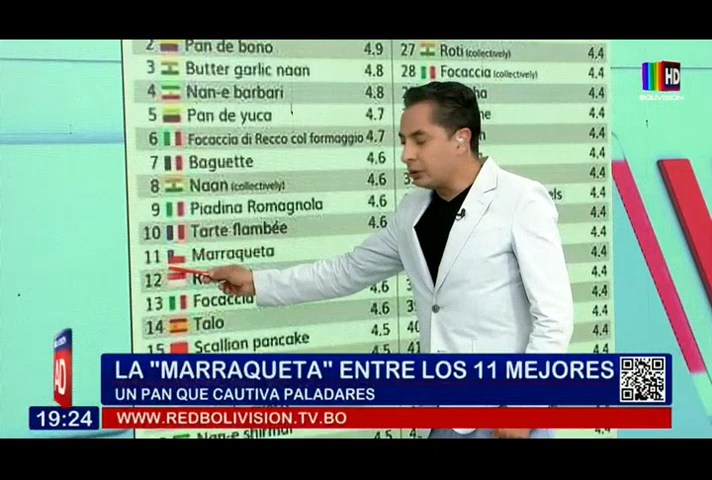 2 Pan de bono 4.9
3 Butter garlic naan 4.8
4 Nan-e barbari 4.8
5 Pan de yuca 4.7
6 Focaccia di Recco col formaggio 4.7
7 Baguette 4.6
8 Naan (collectively) 4.6
9 Piadina Romagnola 4.6
10 Tarte flambée 4.6
11 Marraqueta
12
13 Focaccia 4.6
14 Talo 4.5
15 Scallion pancake 4.5
Nan-e shirmal 4.5
27 Roti (collectively) 4.4
28 Focaccia (collectively) 4.4
4.4
4.4
4.4
4.4
4.4
4.4
4.4
4.4
4.4
4.4
4.4
4.4
HD
BOLIVISION
LA "MARRAQUETA" ENTRE LOS 11 MEJORES
UN PAN QUE CAUTIVA PALADARES
19:24
WWW.REDBOLIVISION.TV.BO